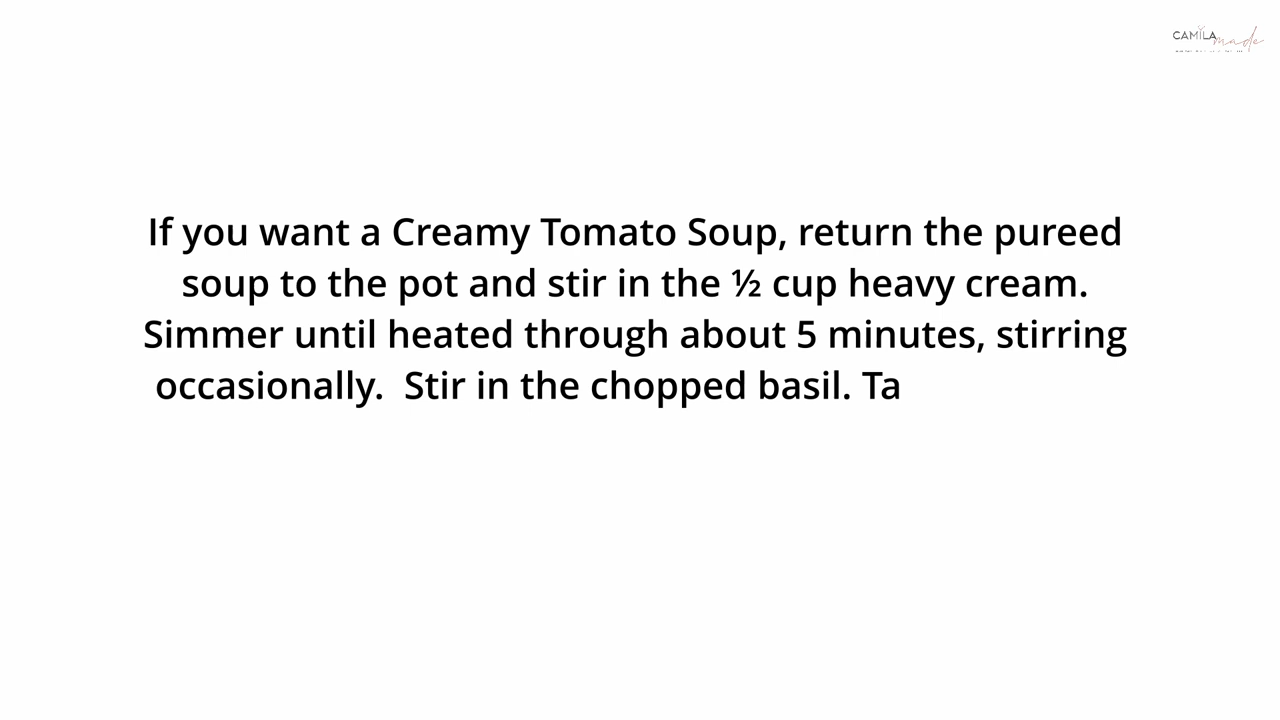 CAMILA made
If you want a Creamy Tomato Soup, return the pureed
soup to the pot and stir in the ½ cup heavy cream.
Simmer until heated through about 5 minutes, stirring
occasionally.  Stir in the chopped basil. Ta